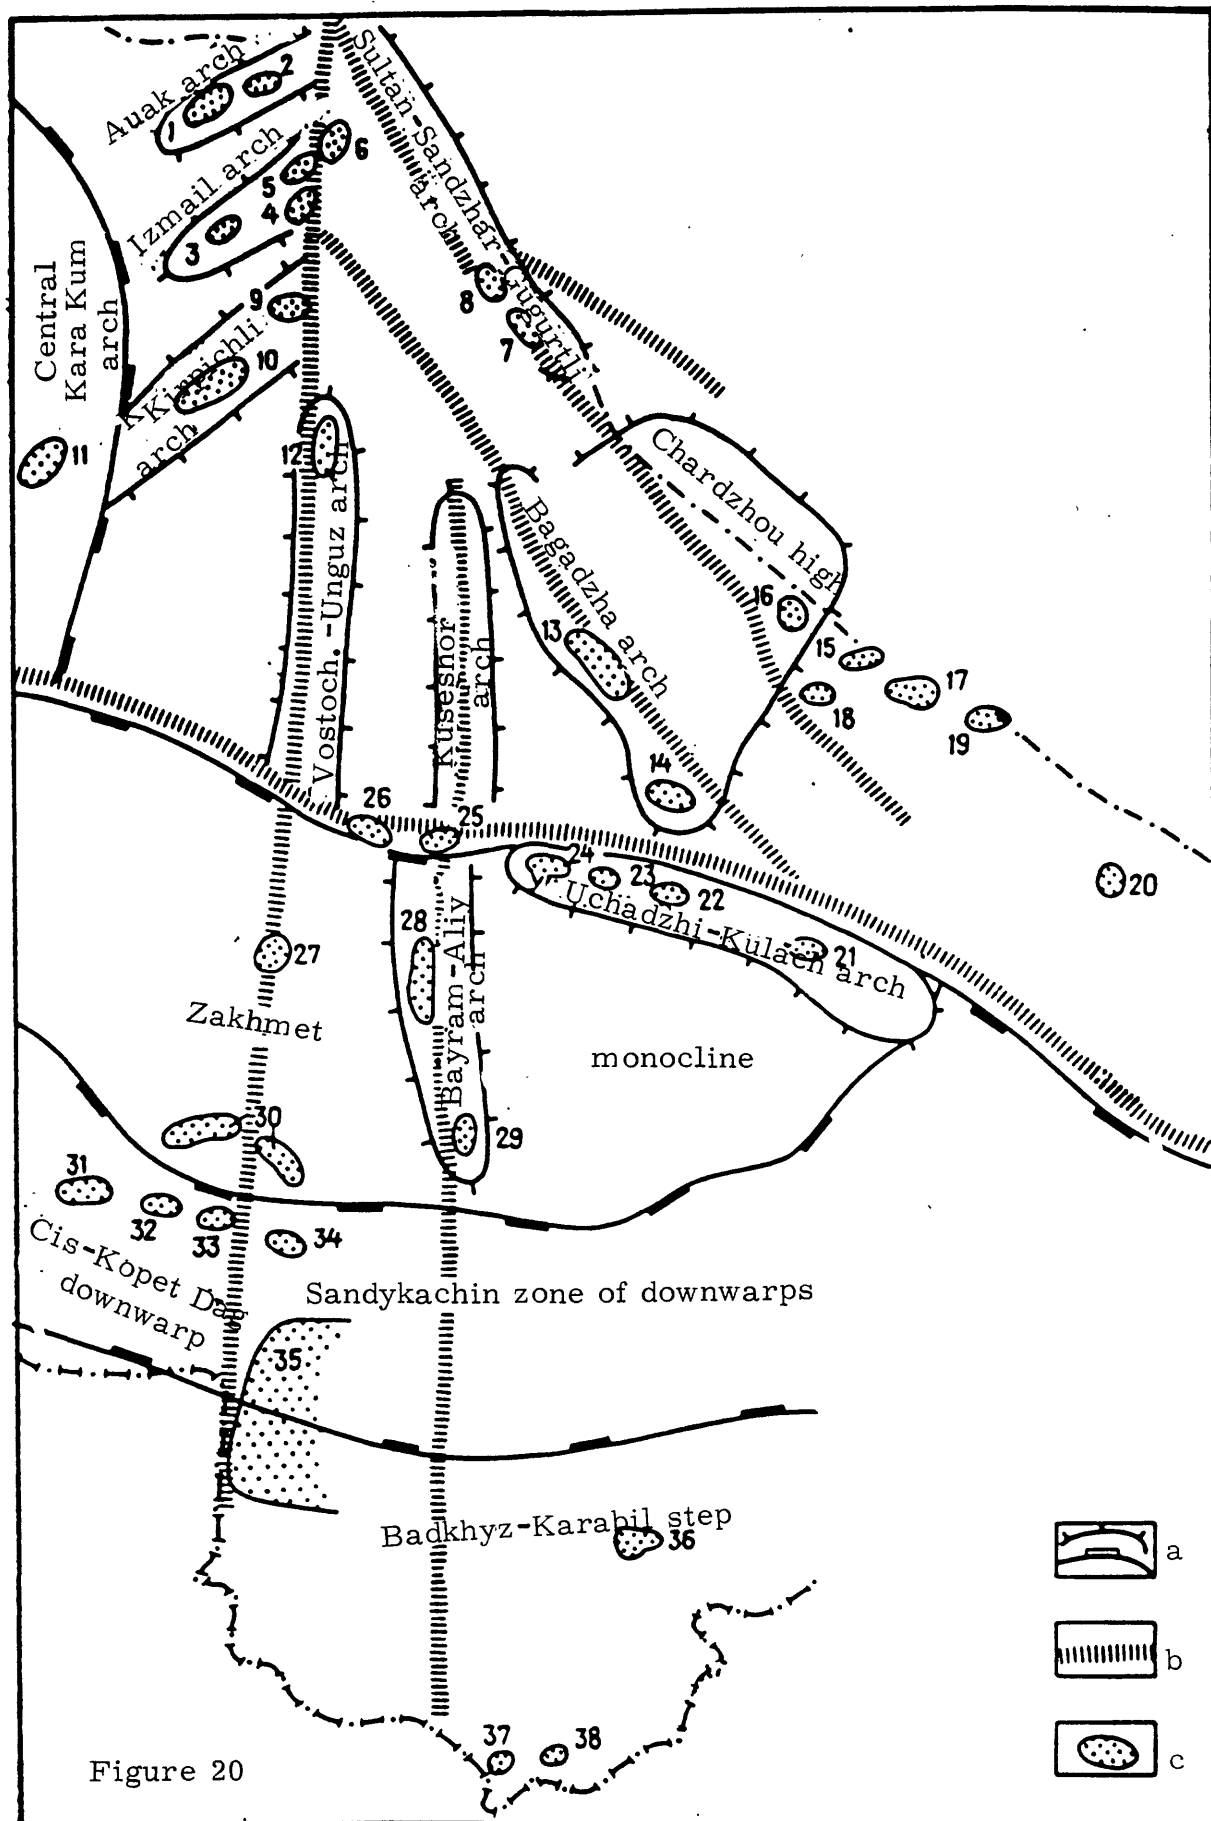 Auak arch
1
2
Izmail arch
3
4
5
6
Sultan-Sandzhar-Gugurtli
arch
8
7
Central
Kara Kum
arch
9
10
Kirpichli
arch
11
12
Vostoch.-Unguz arch
Kuseshor
arch
Bagadzha arch
13
14
Chardzhou high
16
15
17
18
19
20
26
25
24
23
22
21
Uchadzhi-Kulach arch
27
28
Bayram-Aliy
arch
29
Zakhmet
monocline
30
31
32
33
34
Cis-Kopet Dag
downwarp
Sandykachin zone of downwarps
35
Badkhyz-Karabil step
36
37
38
a
b
c
Figure 20